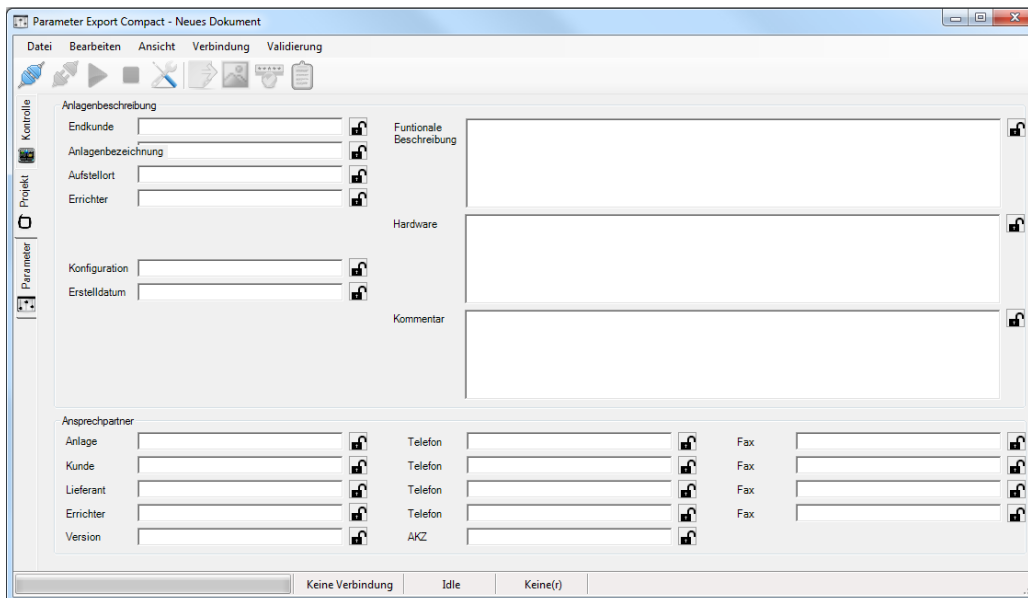 Parameter Export Compact - Neues Dokument
Datei Bearbeiten Ansicht Verbindung Validierung
Kontrolle
Projekt
Parameter
Anlagenbeschreibung
Endkunde
Anlagenbezeichnung
Aufstellort
Errichter
Konfiguration
Erstelldatum
Funtionale
Beschreibung
Hardware
Kommentar
Ansprechpartner
Anlage Telefon Fax
Kunde Telefon Fax
Lieferant Telefon Fax
Errichter Telefon Fax
Version AKZ
Keine Verbindung Idle Keine(r)